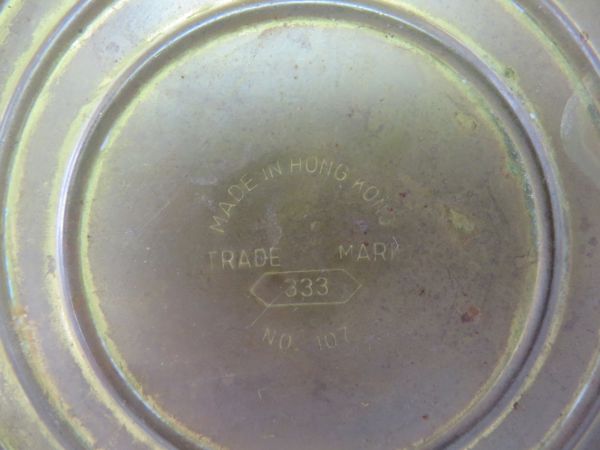 MADE IN HONG KONG
TRADE MARK
333
NO. 107